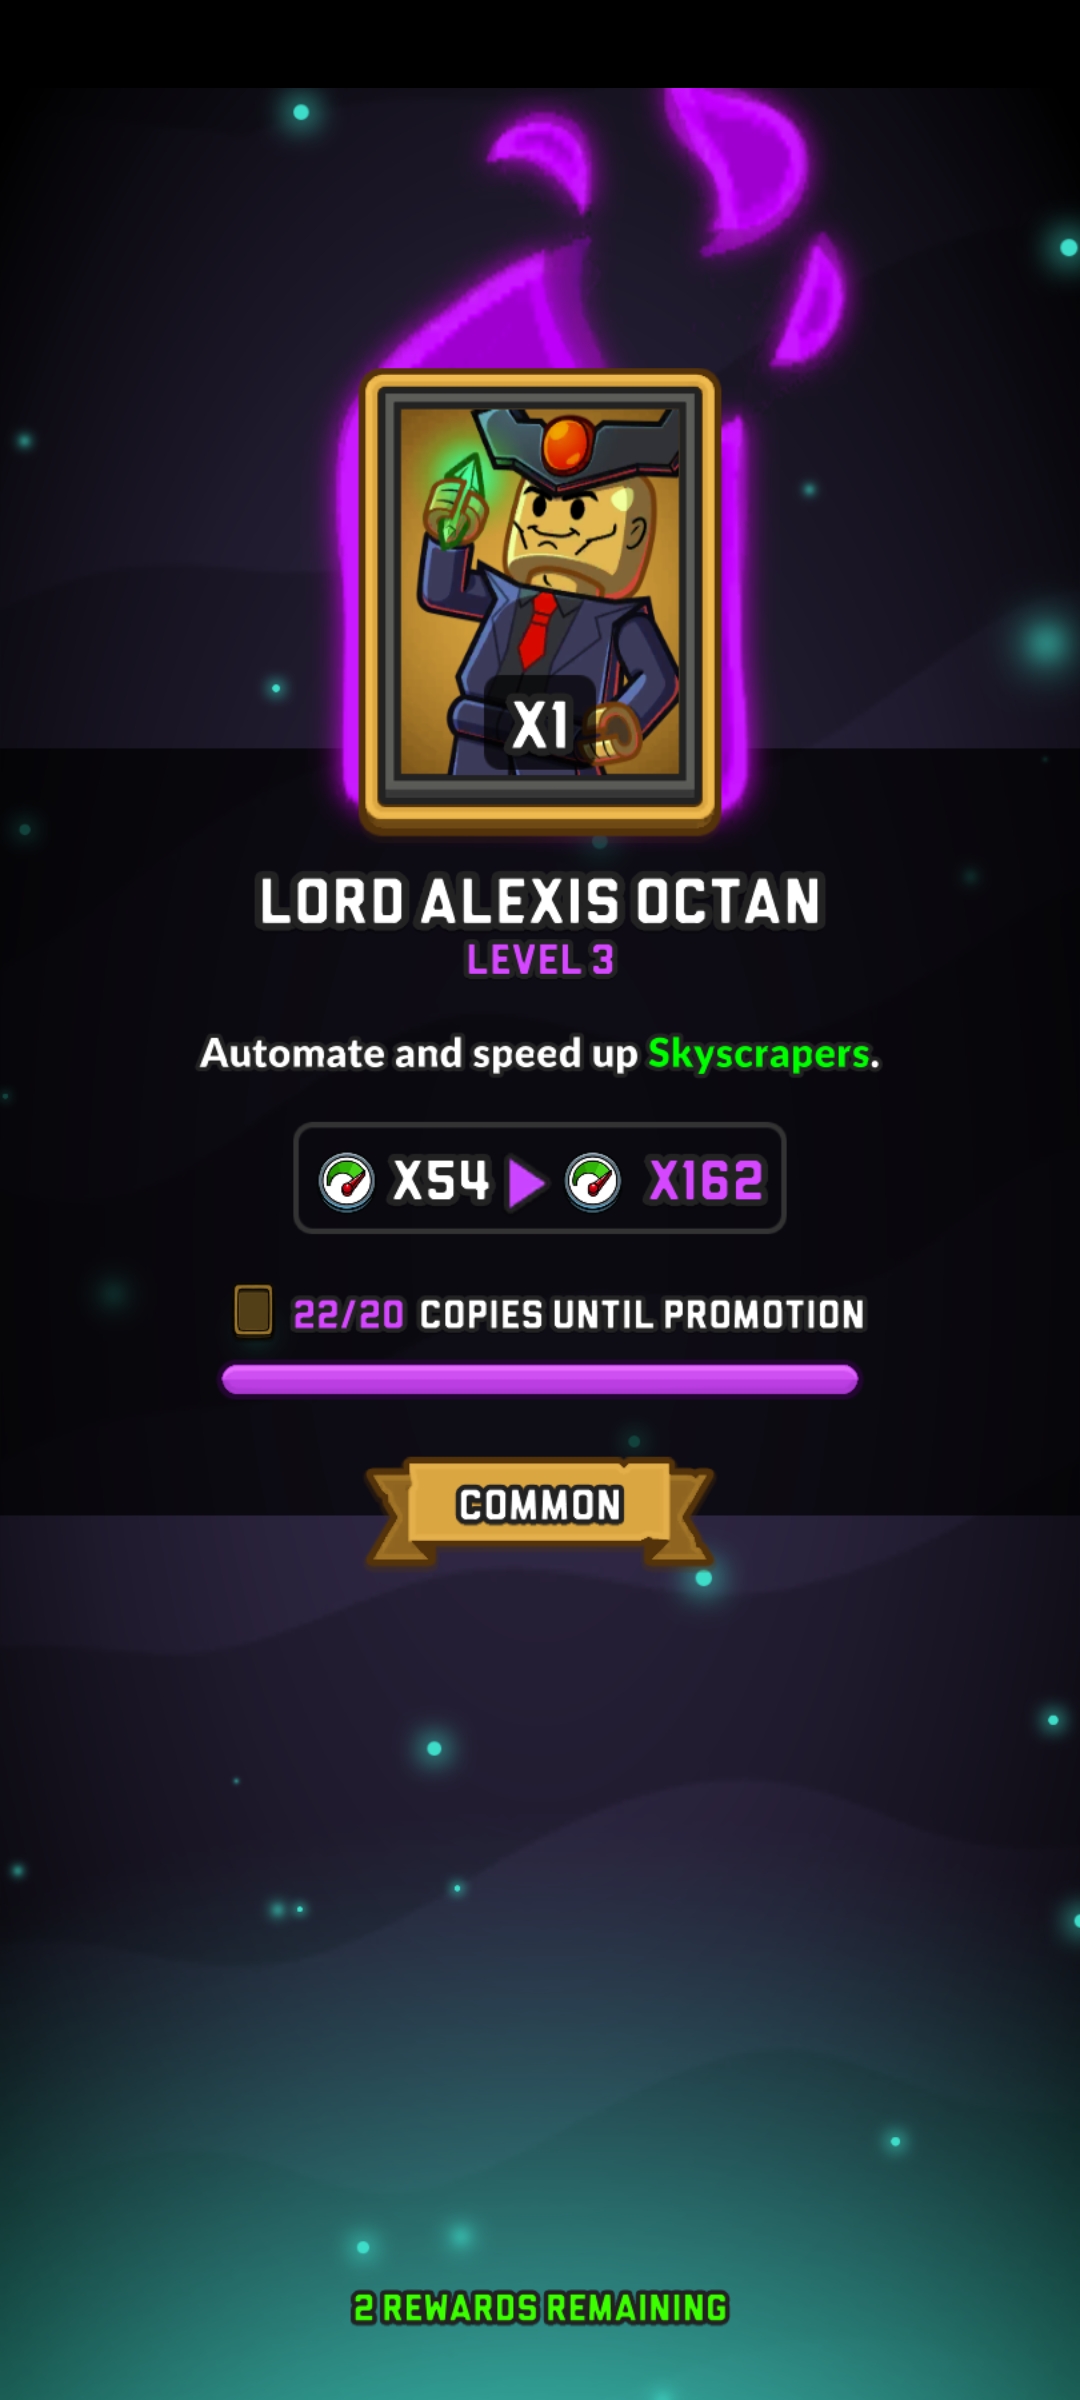 X1
LORD ALEXIS OCTAN
LEVEL 3
Automate and speed up Skyscrapers.
X54 X162
22/20 COPIES UNTIL PROMOTION
COMMON
2 REWARDS REMAINING